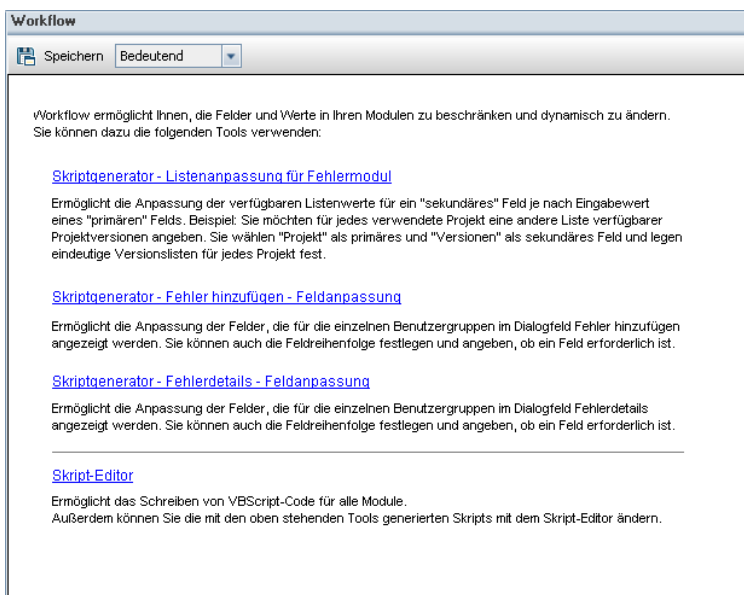 Workflow
Speichern Bedeutend
Workflow ermöglicht Ihnen, die Felder und Werte in Ihren Modulen zu beschränken und dynamisch zu ändern.
Sie können dazu die folgenden Tools verwenden:
Skriptgenerator - Listenanpassung für Fehlermodul
Ermöglicht die Anpassung der verfügbaren Listenwerte für ein "sekundäres" Feld je nach Eingabewert
eines "primären" Felds. Beispiel: Sie möchten für jedes verwendete Projekt eine andere Liste verfügbarer
Projektversionen angeben. Sie wählen "Projekt" als primäres und "Versionen" als sekundäres Feld und legen
eindeutige Versionslisten für jedes Projekt fest.
Skriptgenerator - Fehler hinzufügen - Feldanpassung
Ermöglicht die Anpassung der Felder, die für die einzelnen Benutzergruppen im Dialogfeld Fehler hinzufügen
angezeigt werden. Sie können auch die Feldreihenfolge festlegen und angeben, ob ein Feld erforderlich ist.
Skriptgenerator - Fehlerdetails - Feldanpassung
Ermöglicht die Anpassung der Felder, die für die einzelnen Benutzergruppen im Dialogfeld Fehlerdetails
angezeigt werden. Sie können auch die Feldreihenfolge festlegen und angeben, ob ein Feld erforderlich ist.
Skript-Editor
Ermöglicht das Schreiben von VBScript-Code für alle Module.
Außerdem können Sie die mit den oben stehenden Tools generierten Skripts mit dem Skript-Editor ändern.